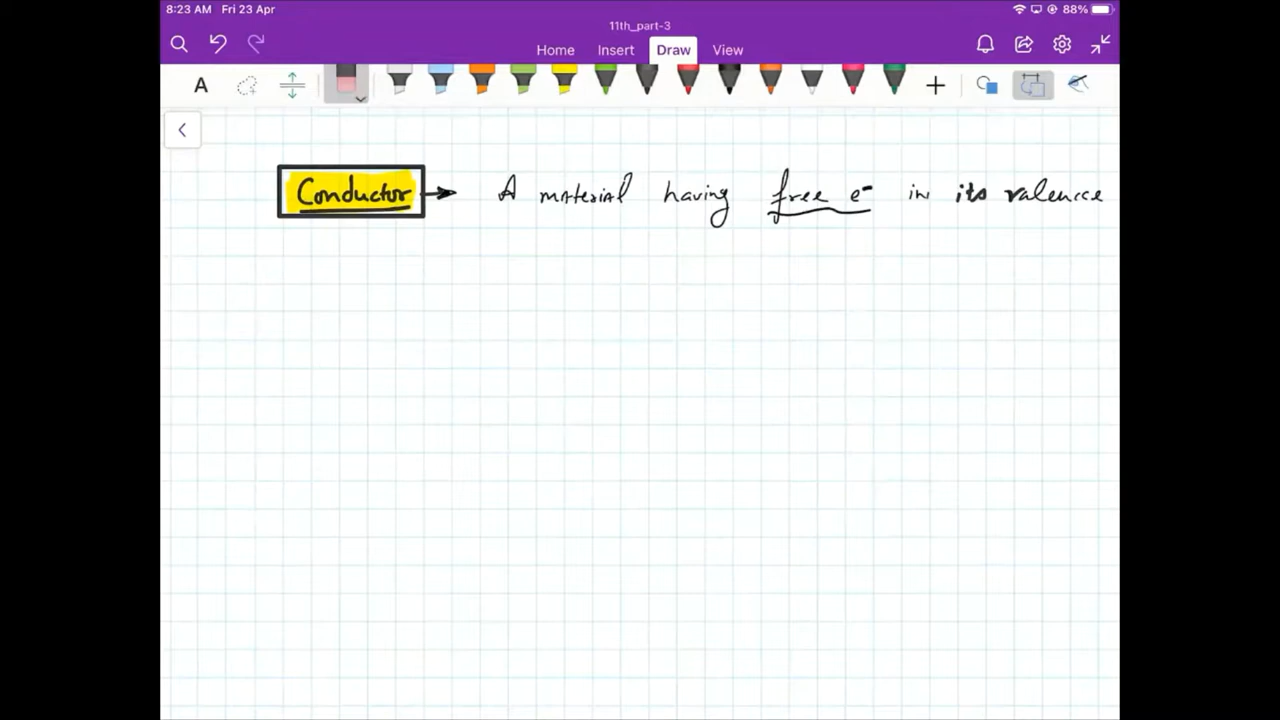 8:23 AM Fri 23 Apr 88%
11th_part-3
Home Insert Draw View
A
Conductor → A material having free e⁻ in its valence